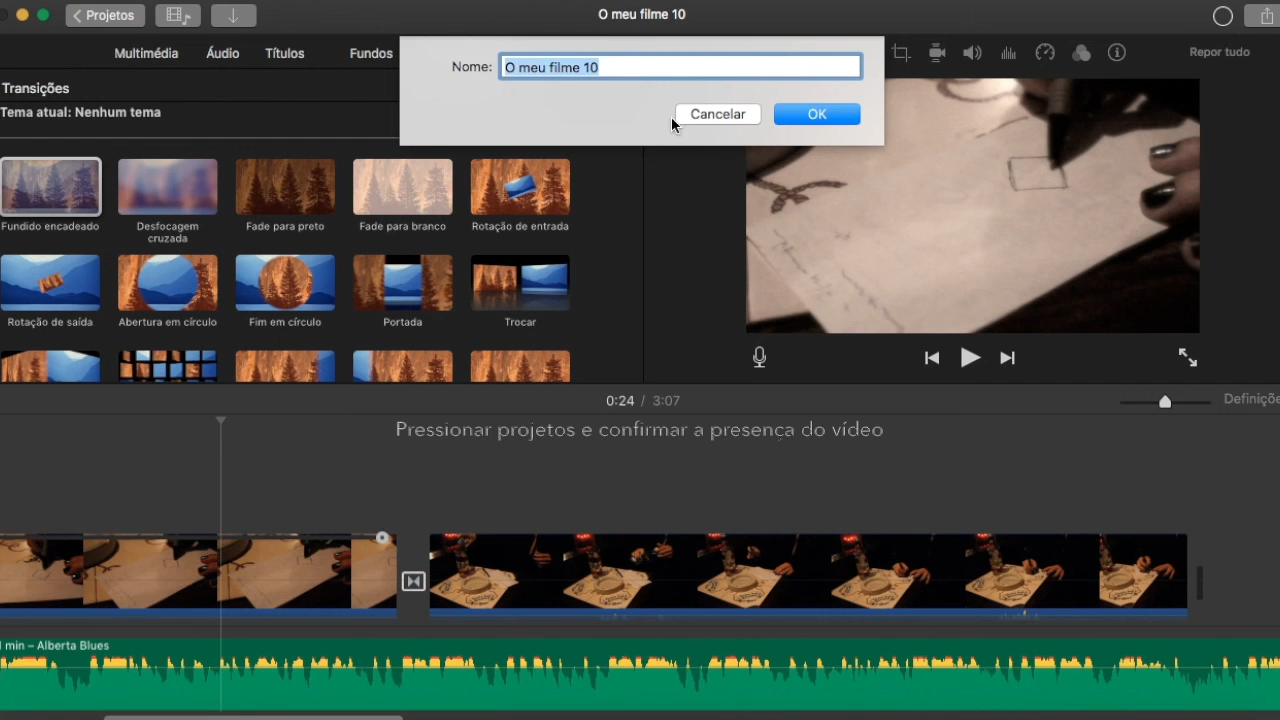 Projetos
O meu filme 10
Multimédia
Áudio
Títulos
Fundos
Nome: O meu filme 10
Cancelar
OK
Repor tudo
Transições
Tema atual: Nenhum tema
Fundido encadeado
Desfocagem
cruzada
Fade para preto
Fade para branco
Rotação de entrada
Rotação de saída
Abertura em círculo
Fim em círculo
Portada
Trocar
0:24 / 3:07
Pressionar projetos e confirmar a presença do vídeo
min – Alberta Blues